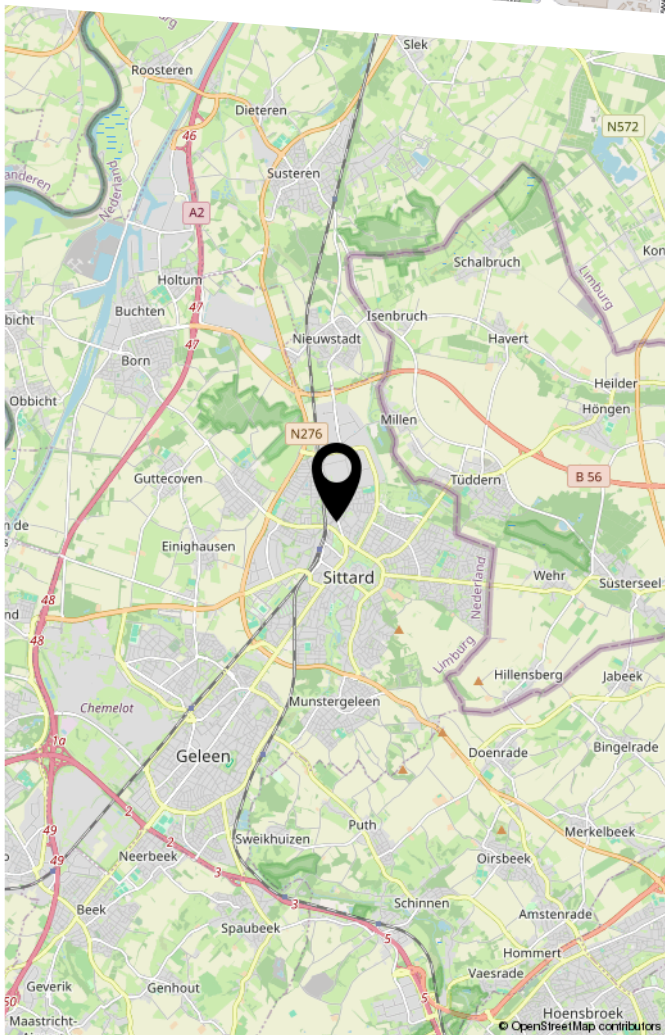 Slek
Roosteren
Dieteren
N572
46
Susteren
anderen
Nederland
A2
Schalbruch
Kon
Limburg
Holtum
Buchten
47
Isenbruch
bicht
Nieuwstadt
Havert
47
Born
Heilder
Obbicht
Höngen
Millen
N276
B 56
Guttecoven
Tüddern
n de
s
Einighausen
Sittard
Wehr
Süsterseel
Nederland
48
nd
48
Limburg
Hillensberg
Jabeek
Munstergeleen
Chemelot
1a
Geleen
Doenrade
Bingelrade
2
Puth
Merkelbeek
49
2
Sweikhuizen
Neerbeek
49
3
Oirsbeek
3
Beek
Schinnen
Amstenrade
Spaubeek
5
Hommert
Vaesrade
Geverik
Genhout
50
5
Hoensbroek
Maastricht-
© OpenStreetMap contributors